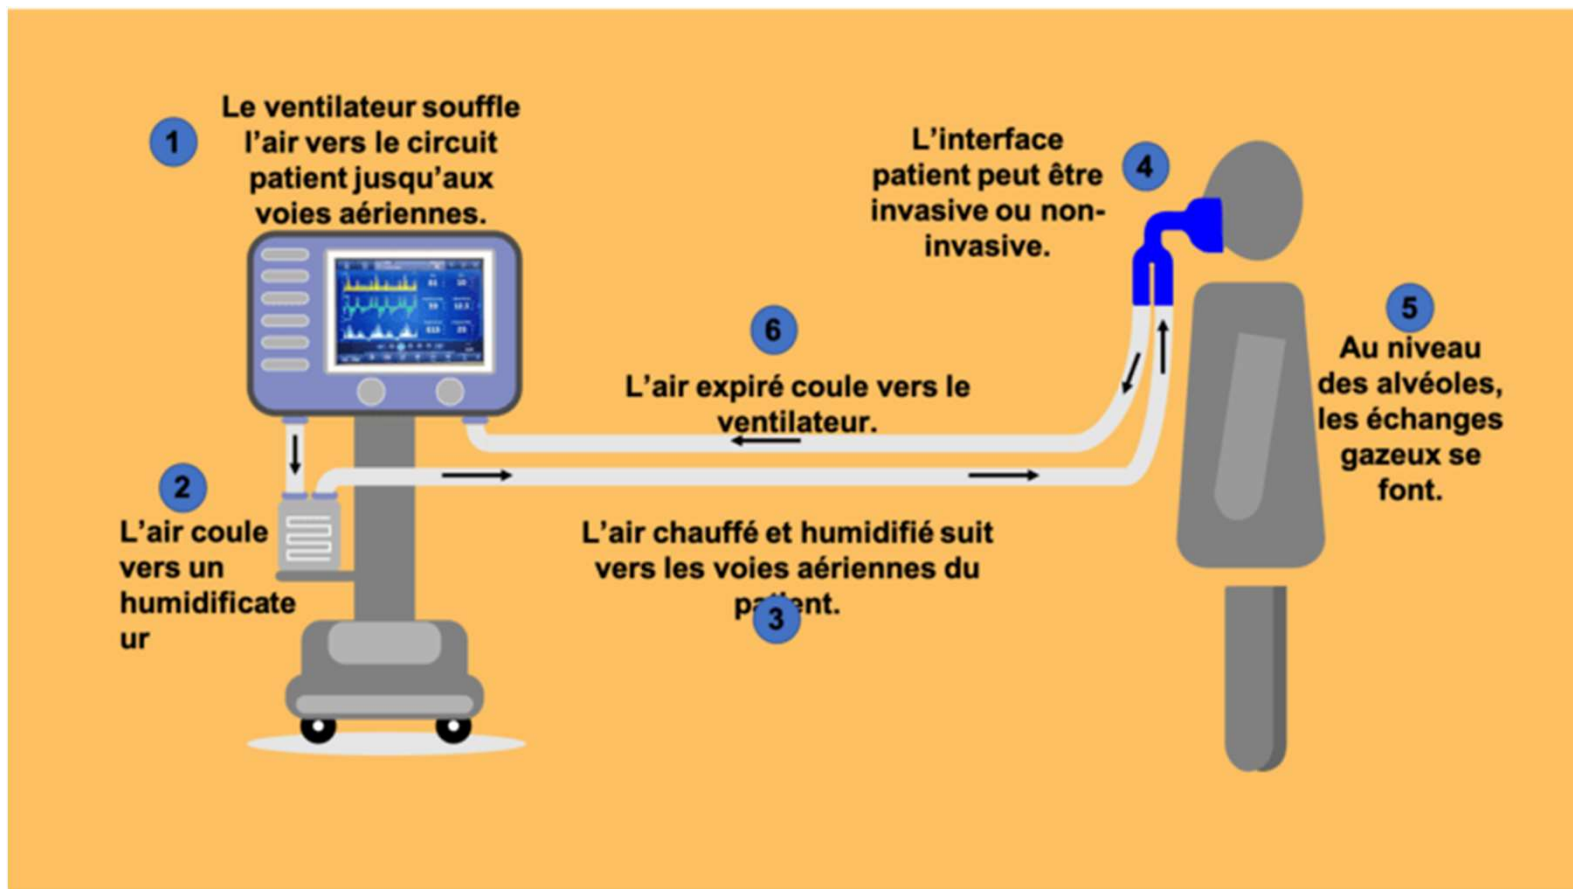 1
Le ventilateur souffle
l'air vers le circuit
patient jusqu'aux
voies aériennes.
2
L'air coule
vers un
humidificate
ur
3
L'air chauffé et humidifié suit
vers les voies aériennes du
patient.
4
L'interface
patient peut être
invasive ou non-
invasive.
5
Au niveau
des alvéoles,
les échanges
gazeux se
font.
6
L'air expiré coule vers le
ventilateur.